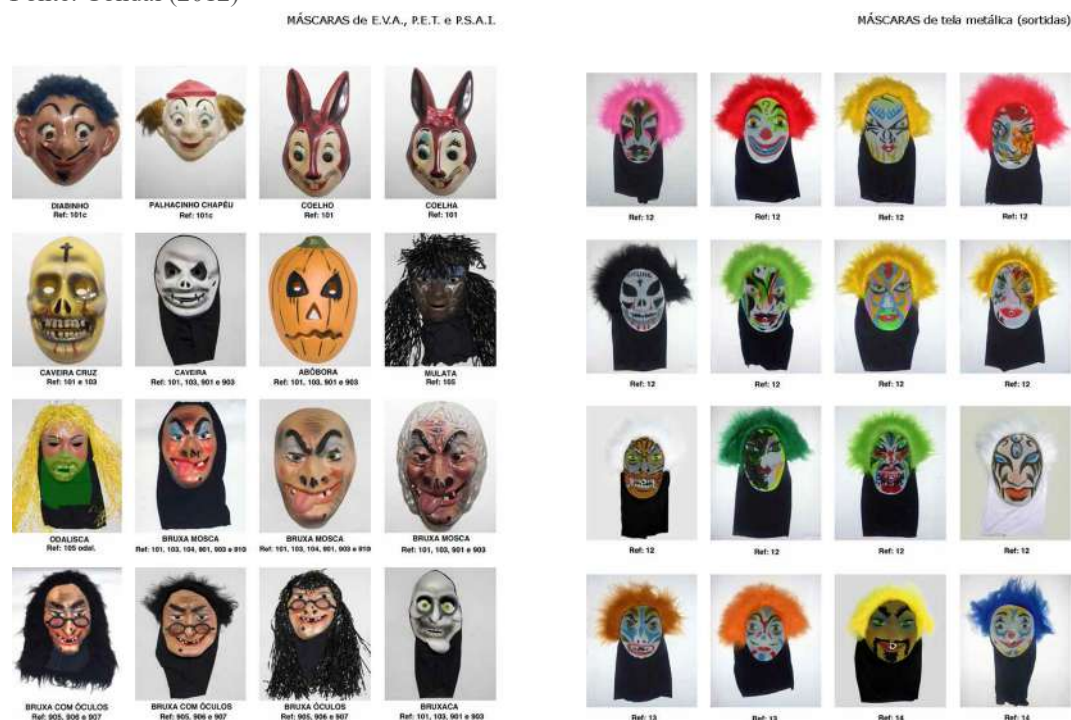 MÁSCARAS de E.V.A., P.E.T. e P.S.A.I.
DIABINHO
Ref: 101c
PALHACINHO CHAPÉU
Ref: 101c
COELHO
Ref: 101
COELHA
Ref: 101
CAVEIRA CRUZ
Ref: 101 e 103
CAVEIRA
Ref: 101, 103, 901 e 903
ABÓBORA
Ref: 101, 103, 901 e 903
MULATA
Ref: 105
ODALISCA
Ref: 105 odal.
BRUXA MOSCA
Ref: 101, 103, 104, 901, 903 e 910
BRUXA MOSCA
Ref: 101, 103, 104, 901, 903 e 910
BRUXA MOSCA
Ref: 101, 103, 901 e 903
BRUXA COM ÓCULOS
Ref: 905, 906 e 907
BRUXA COM ÓCULOS
Ref: 905, 906 e 907
BRUXA ÓCULOS
Ref: 905, 906 e 907
BRUXACA
Ref: 101, 103, 901 e 903
MÁSCARAS de tela metálica (sortidas)
Ref: 12
Ref: 12
Ref: 12
Ref: 12
Ref: 12
Ref: 12
Ref: 12
Ref: 12
Ref: 12
Ref: 12
Ref: 12
Ref: 12
Ref: 13
Ref: 13
Ref: 14
Ref: 14